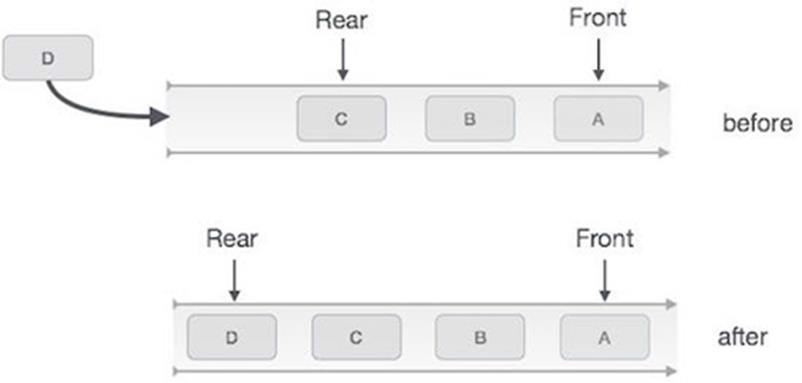 Rear Front
D
C B A
before
Rear Front
D C B A
after